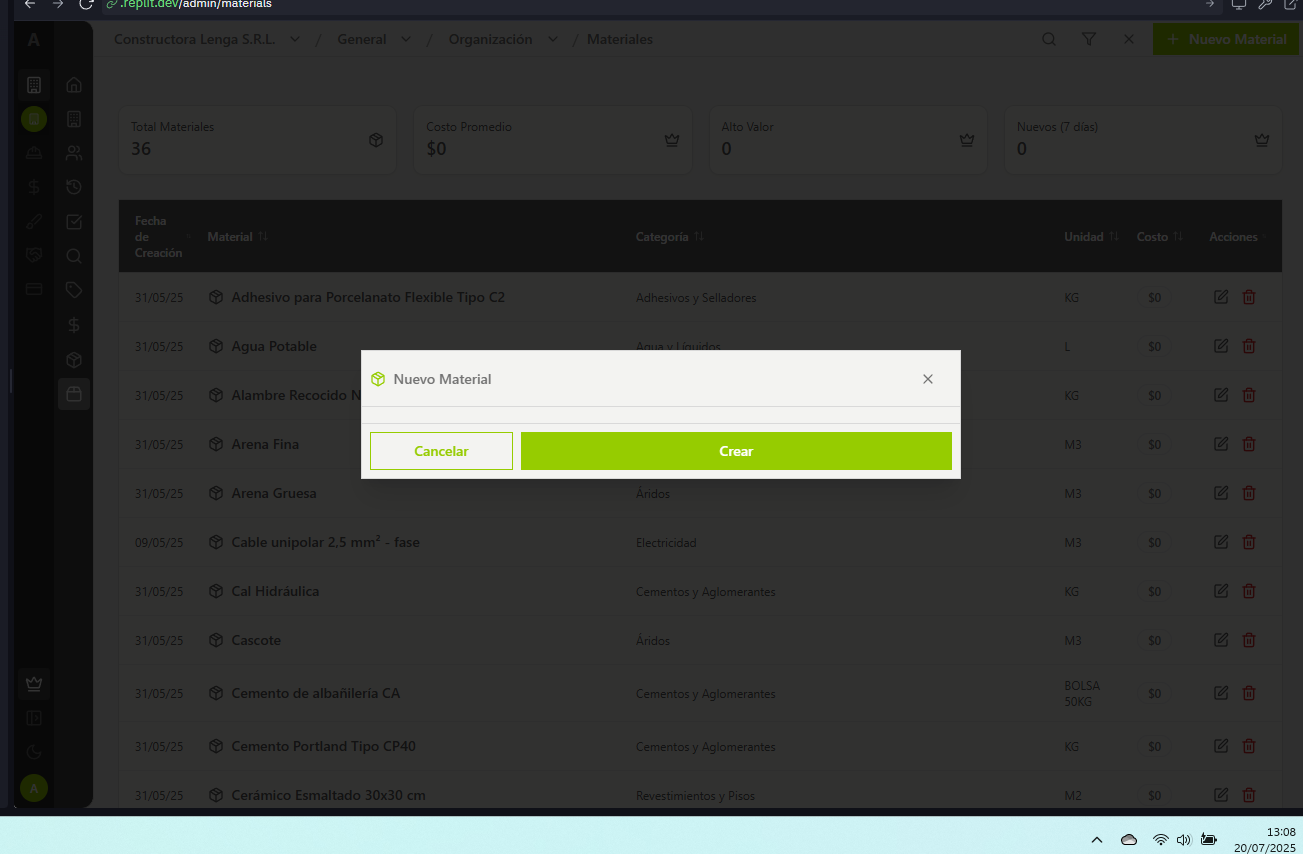 .replit.dev/admin/materials
A
Constructora Lenga S.R.L. / General / Organización / Materiales
+ Nuevo Material
Total Materiales
36
Costo Promedio
$0
Alto Valor
0
Nuevos (7 días)
0
Fecha de Creación Material Categoría Unidad Costo Acciones
31/05/25 Adhesivo para Porcelanato Flexible Tipo C2 Adhesivos y Selladores KG $0
31/05/25 Agua Potable Agua y Líquidos L $0
31/05/25 Alambre Recocido N KG $0
31/05/25 Arena Fina M3 $0
31/05/25 Arena Gruesa Áridos M3 $0
09/05/25 Cable unipolar 2,5 mm² - fase Electricidad M3 $0
31/05/25 Cal Hidráulica Cementos y Aglomerantes KG $0
31/05/25 Cascote Áridos M3 $0
31/05/25 Cemento de albañilería CA Cementos y Aglomerantes BOLSA 50KG $0
31/05/25 Cemento Portland Tipo CP40 Cementos y Aglomerantes KG $0
31/05/25 Cerámico Esmaltado 30x30 cm Revestimientos y Pisos M2 $0
Nuevo Material
Cancelar
Crear
A
13:08
20/07/2025